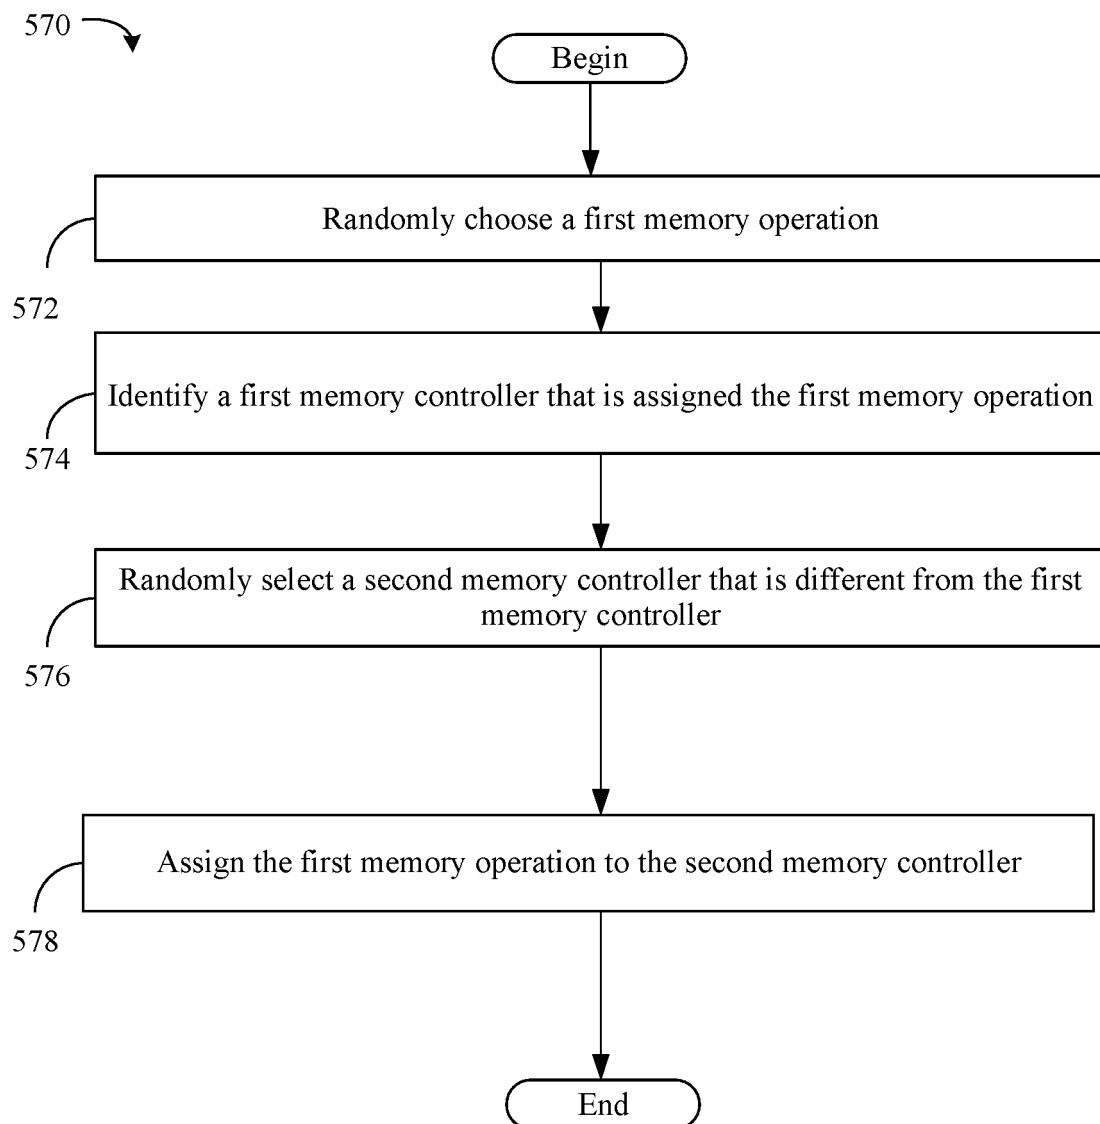 570
Begin
Randomly choose a first memory operation
572
Identify a first memory controller that is assigned the first memory operation
574
Randomly select a second memory controller that is different from the first
memory controller
576
Assign the first memory operation to the second memory controller
578
End